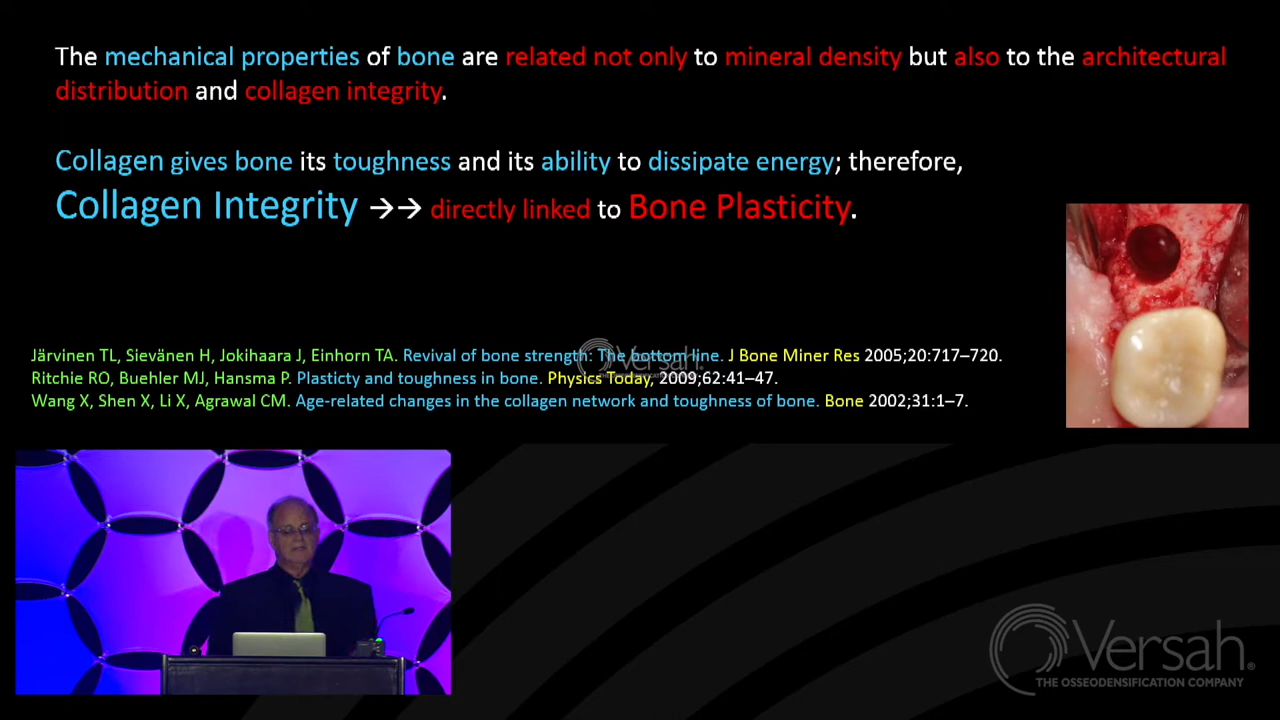 The mechanical properties of bone are related not only to mineral density but also to the architectural
distribution and collagen integrity.
Collagen gives bone its toughness and its ability to dissipate energy; therefore,
Collagen Integrity →→ directly linked to Bone Plasticity.
Järvinen TL, Sievänen H, Jokihaara J, Einhorn TA. Revival of bone strength: The bottom line. J Bone Miner Res 2005;20:717–720.
Ritchie RO, Buehler MJ, Hansma P. Plasticty and toughness in bone. Physics Today, 2009;62:41–47.
Wang X, Shen X, Li X, Agrawal CM. Age-related changes in the collagen network and toughness of bone. Bone 2002;31:1–7.
Versah
Versah®
THE OSSEODENSIFICATION COMPANY